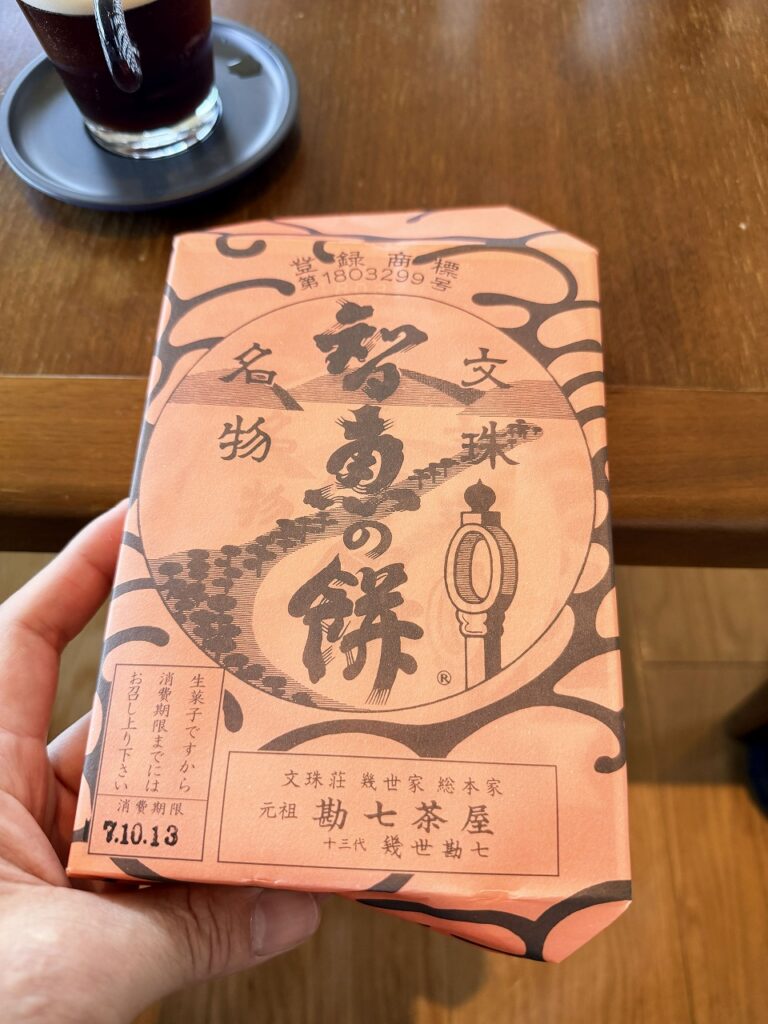 登録商標
第1803299号
文珠
名物
智恵の餅
®
生菓子ですから
消費期限までには
お召し上り下さい
消費期限
7.10.13
文珠荘 幾世家 総本家
元祖 勘七茶屋
十三代 幾世勘七